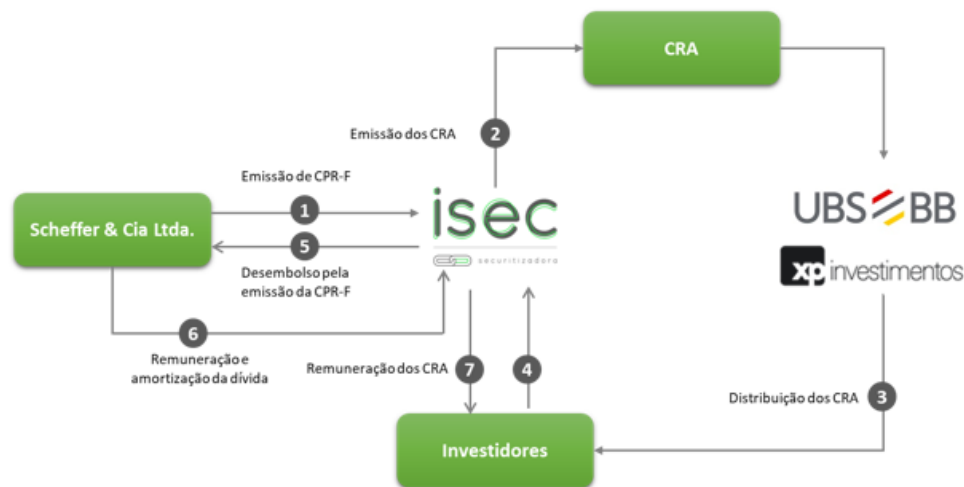 CRA
2
Emissão dos CRA
Emissão de CPR-F
1
Scheffer & Cia Ltda.
isec
securitizadora
UBS BB
xp investimentos
5
Desembolso pela
emissão da CPR-F
6
Remuneração e
amortização da dívida
Remuneração dos CRA
7
4
Distribuição dos CRA
3
Investidores